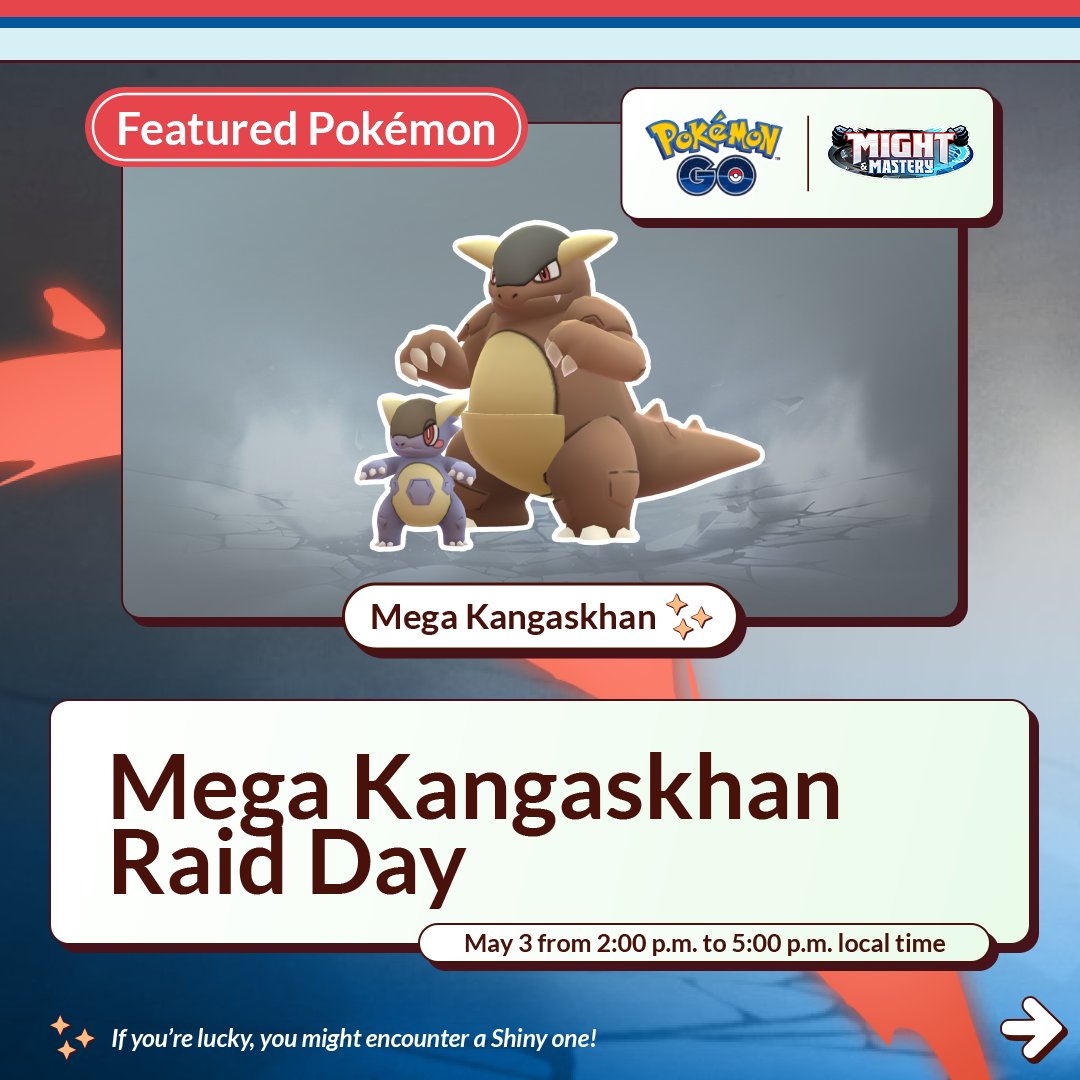 Featured Pokémon
POKÉMON
GO
MIGHT
& MASTERY
Mega Kangaskhan
Mega Kangaskhan
Raid Day
May 3 from 2:00 p.m. to 5:00 p.m. local time
If you’re lucky, you might encounter a Shiny one!